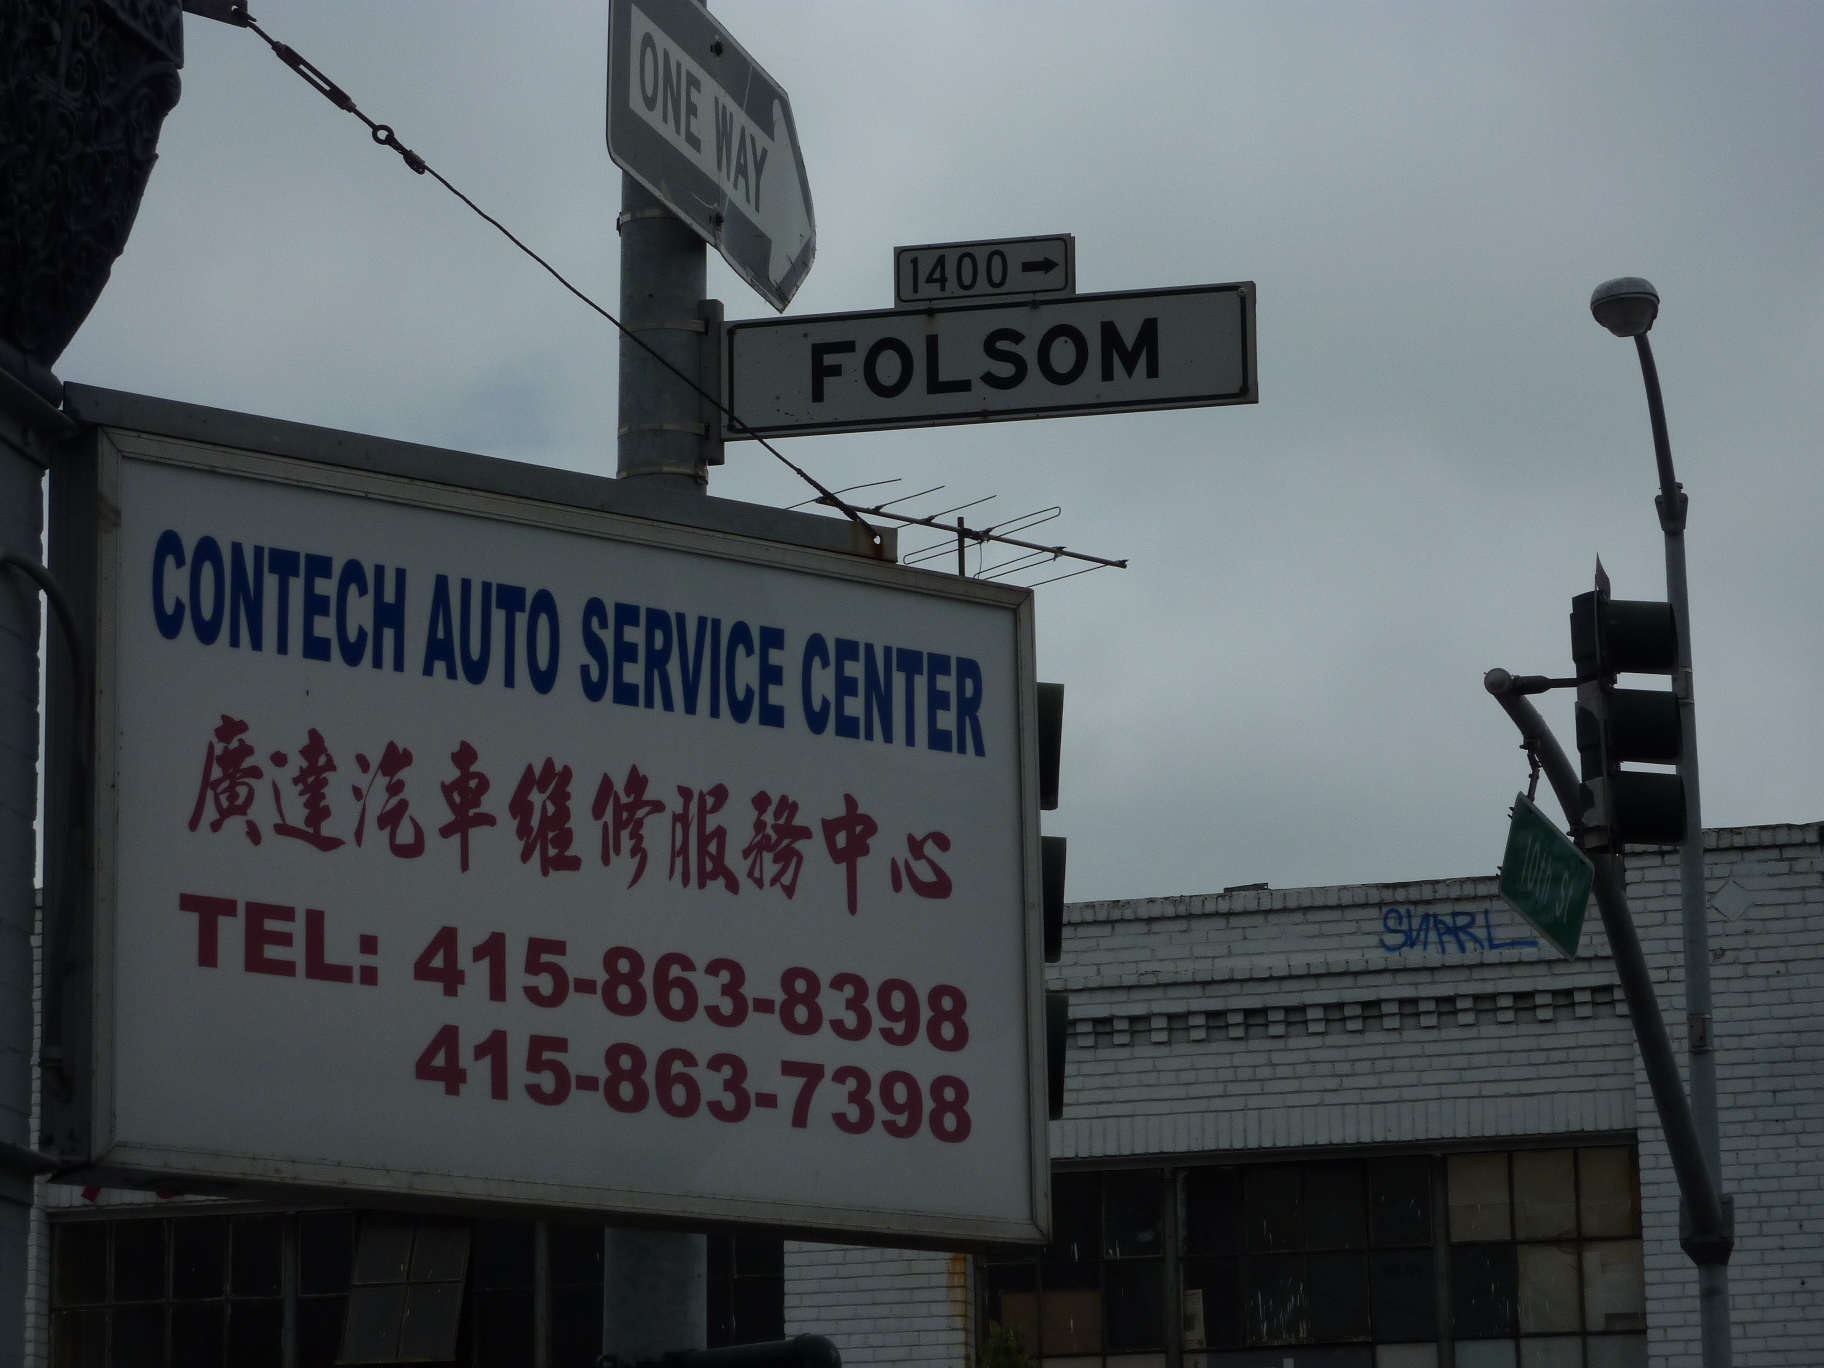 ONE WAY
1400 →
FOLSOM
CONTECH AUTO SERVICE CENTER
廣達汽車維修服務中心
TEL: 415-863-8398
415-863-7398
10th St
SNARL